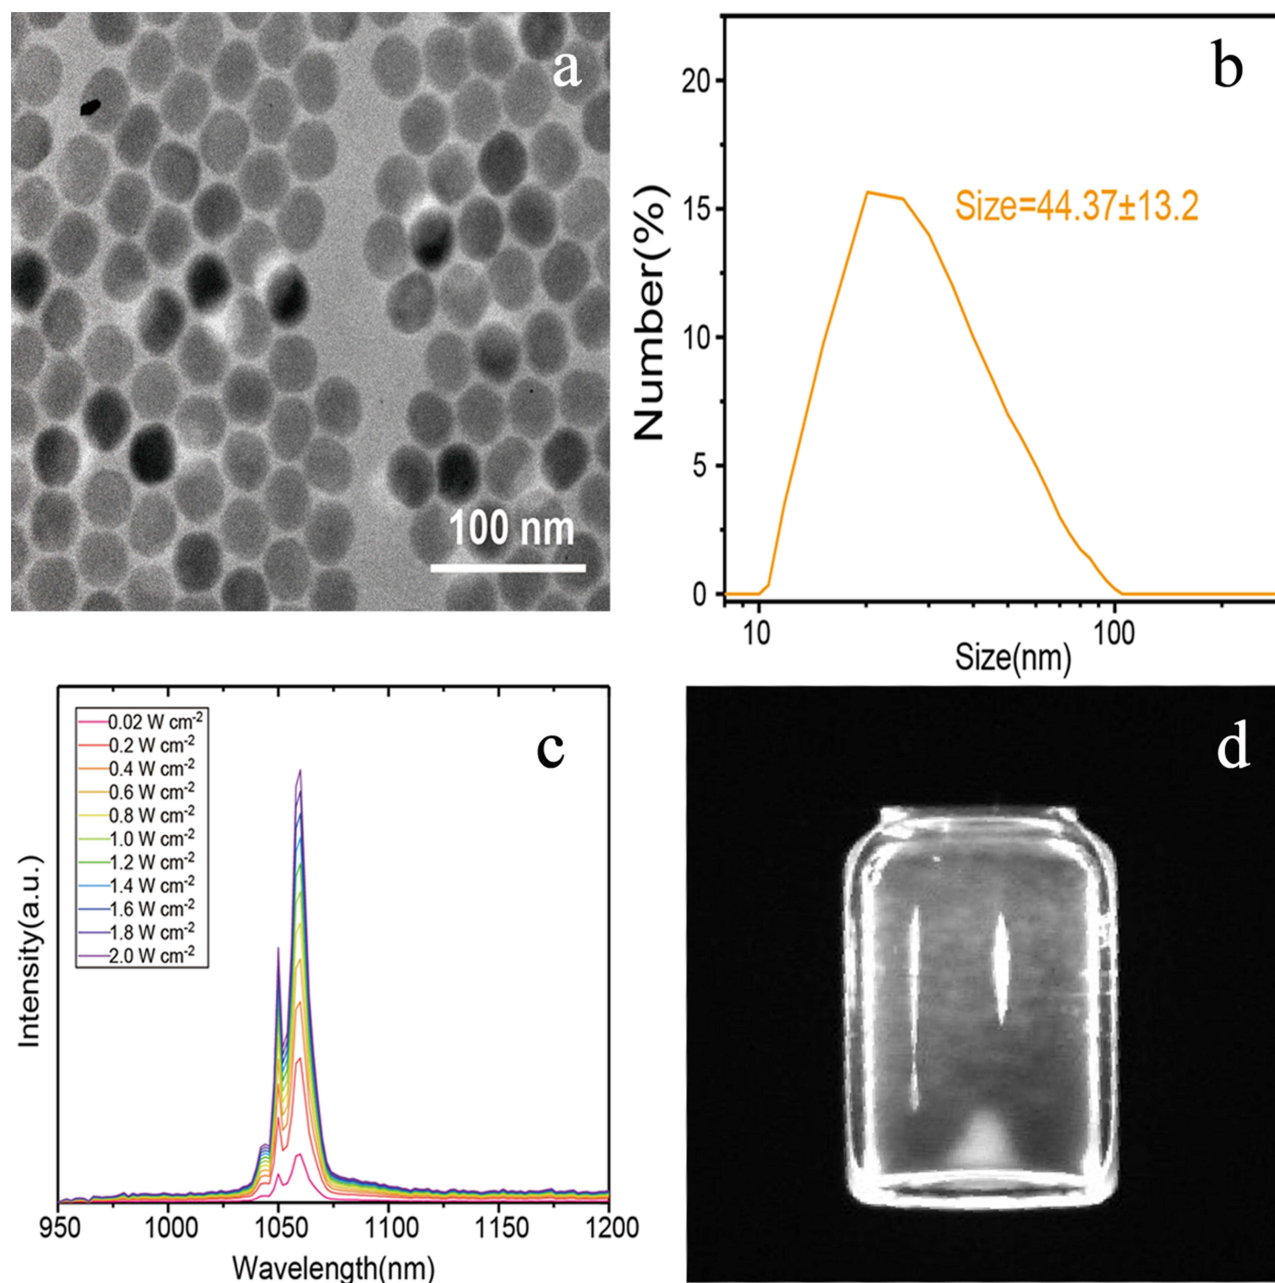 a
100 nm
b
20
15
10
5
0
Number(%)
Size=44.37±13.2
10
100
Size(nm)
c
0.02 W cm⁻²
0.2 W cm⁻²
0.4 W cm⁻²
0.6 W cm⁻²
0.8 W cm⁻²
1.0 W cm⁻²
1.2 W cm⁻²
1.4 W cm⁻²
1.6 W cm⁻²
1.8 W cm⁻²
2.0 W cm⁻²
Intensity(a.u.)
950 1000 1050 1100 1150 1200
Wavelength(nm)
d